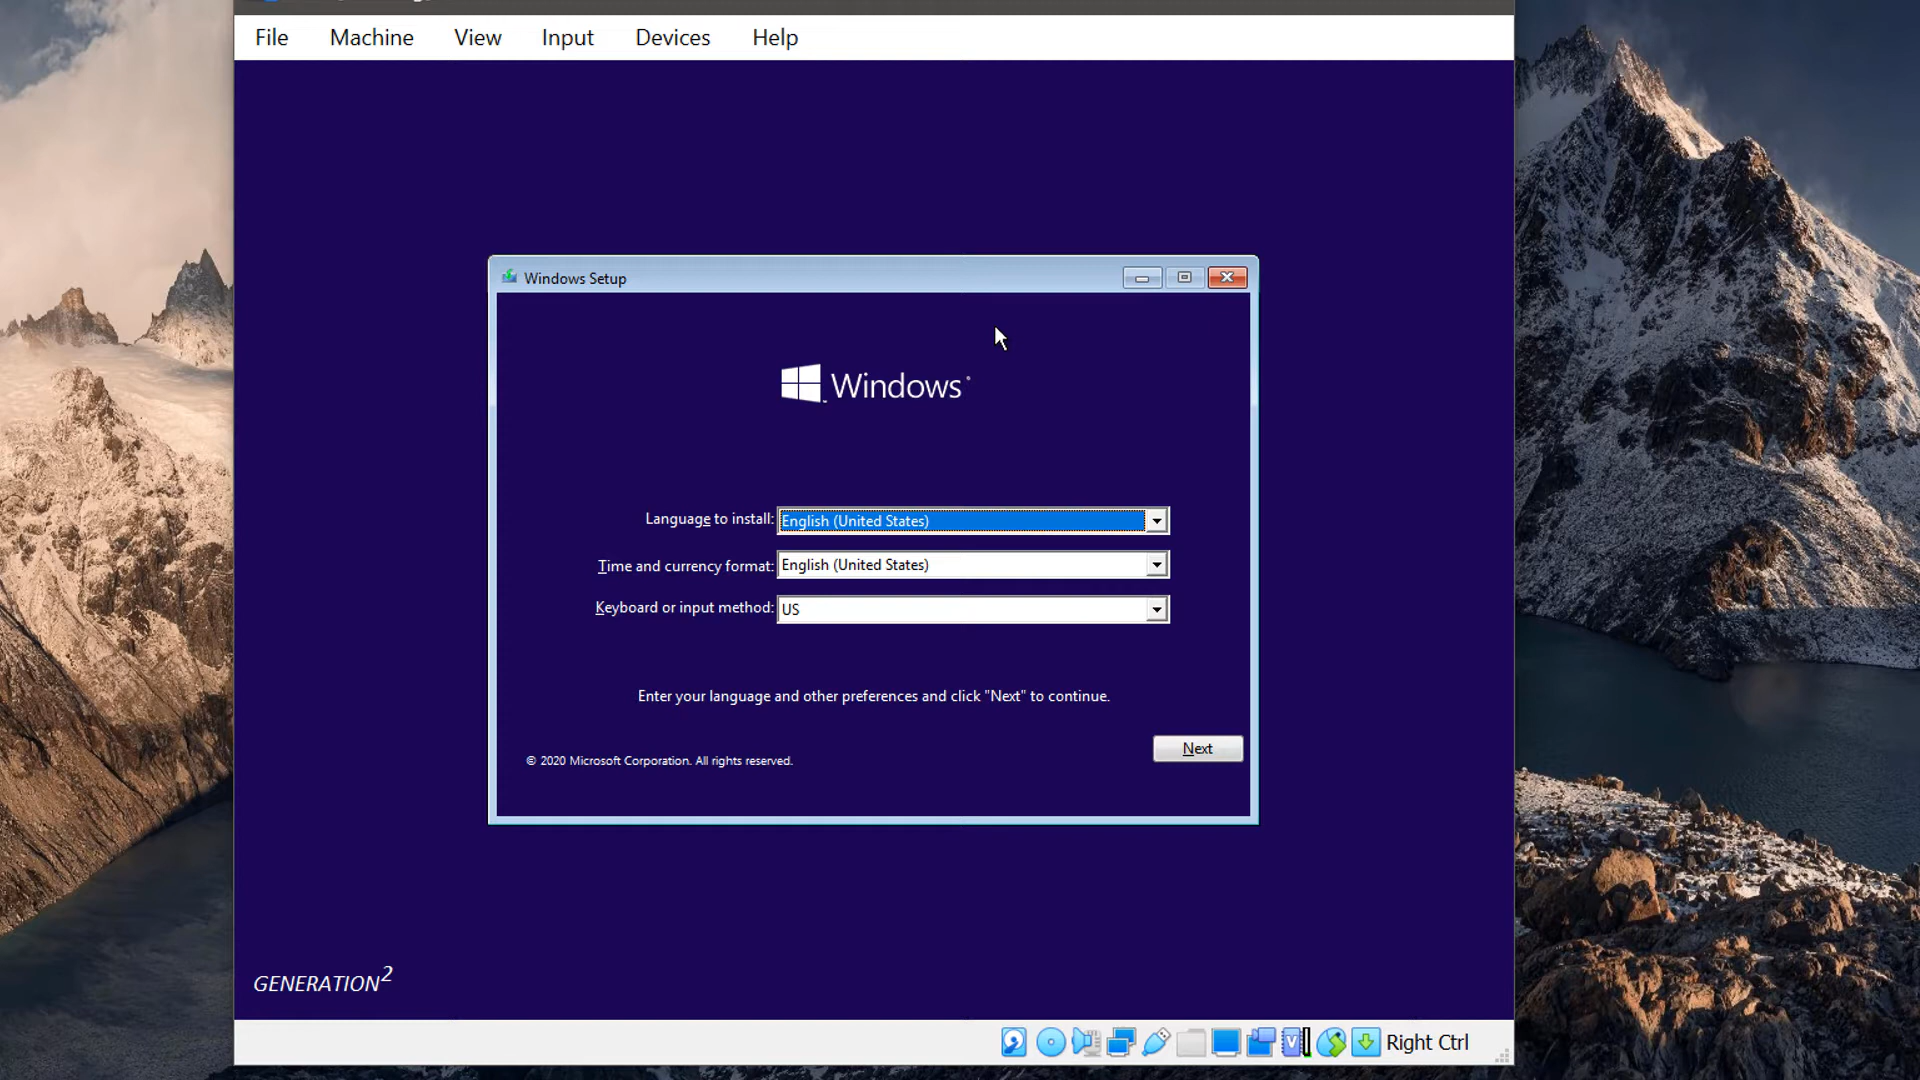 File Machine View Input Devices Help
Windows Setup
Windows
Language to install: English (United States)
Time and currency format: English (United States)
Keyboard or input method: US
Enter your language and other preferences and click "Next" to continue.
Next
© 2020 Microsoft Corporation. All rights reserved.
GENERATION2
Right Ctrl